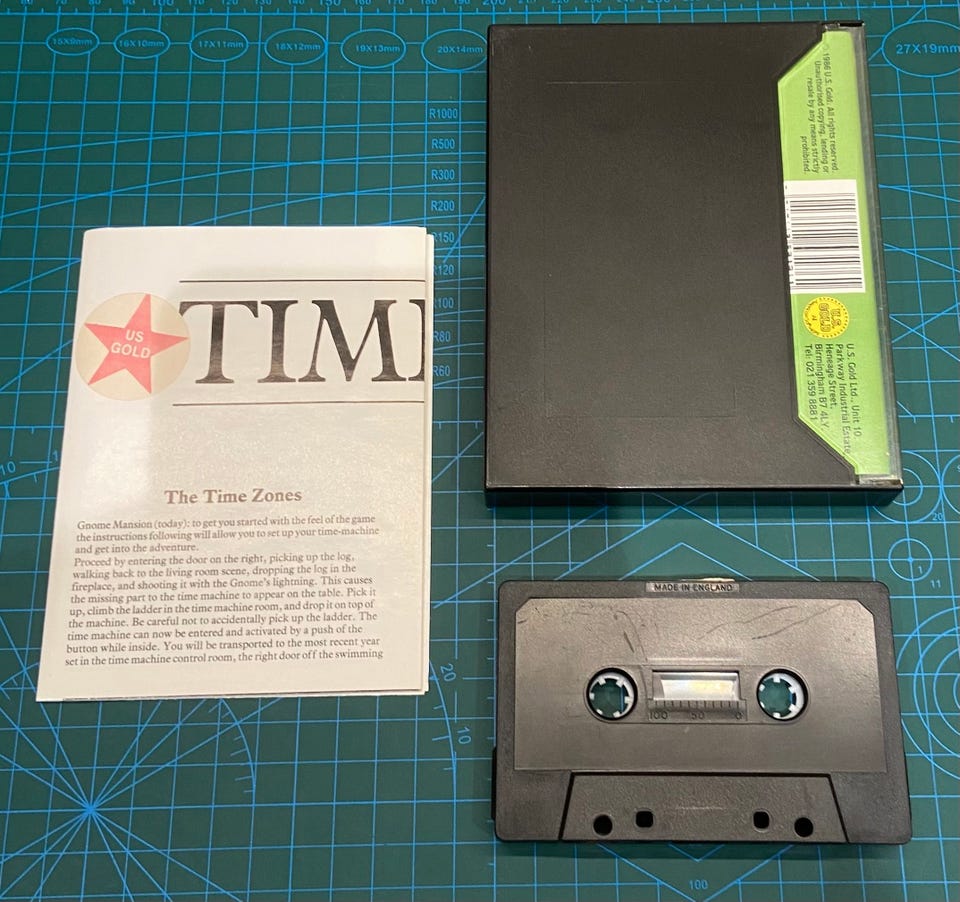 15X9mm
16X10mm
17X11mm
18X12mm
19X13mm
20X14mm
27X19mm
R1000
R500
R300
R200
R150
R120
R100
R80
R60
US
GOLD
TIM
The Time Zones
Gnome Mansion (today): to get you started with the feel of the game
the instructions following will allow you to set up your time-machine
and get into the adventure.
Proceed by entering the door on the right, picking up the log,
walking back to the living room scene, dropping the log in the
fireplace, and shooting it with the Gnome's lightning. This causes
the missing part to the time machine to appear on the table. Pick it
up, climb the ladder in the time machine room, and drop it on top of
the machine. Be careful not to accidentally pick up the ladder. The
time machine can now be entered and activated by a push of the
button while inside. You will be transported to the most recent year
set in the time machine control room, the right door off the swimming
© 1986 U.S. Gold. All rights reserved.
Unauthorised copying, lending or
resale by any means strictly
prohibited.
U.S.
GOLD
U.S. Gold Ltd., Unit 10
Parkway Industrial Estate,
Heneage Street,
Birmingham B7 4LY.
Tel: 021 359 8881
MADE IN ENGLAND
100 50 0
10
20
10
20
11
1
100